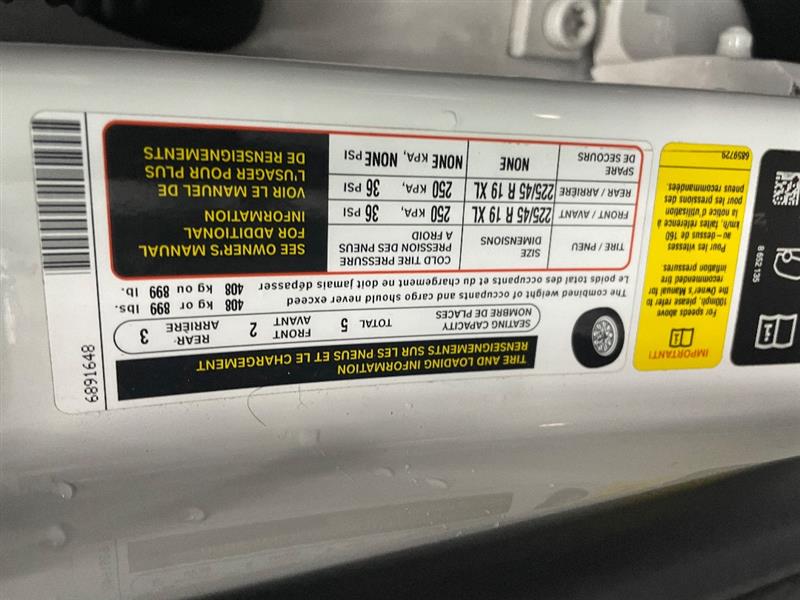 TIRE AND LOADING INFORMATION
RENSEIGNEMENTS SUR LES PNEUS ET LE CHARGEMENT
SEATING CAPACITY
NOMBRE DE PLACES
TOTAL 5
FRONT
AVANT
2
REAR-
ARRIÈRE
3
The combined weight of occupants and cargo should never exceed 408 kg or 899 lbs.
Le poids total des occupants et du chargement ne doit jamais dépasser 408 kg ou 899 lb.
TIRE / PNEU
SIZE
DIMENSIONS
COLD TIRE PRESSURE
PRESSION DES PNEUS
A FROID
FRONT / AVANT
225/45 R 19 XL
250 KPA, 36 PSI
REAR / ARRIÈRE
225/45 R 19 XL
250 KPA, 36 PSI
SPARE
DE SECOURS
NONE
NONE KPA, NONE PSI
SEE OWNER'S MANUAL
FOR ADDITIONAL
INFORMATION
VOIR LE MANUEL DE
L'USAGER POUR PLUS
DE RENSEIGNEMENTS
6891648
IMPORTANT!
For speeds above
100mph, please refer to
the Owner's Manual for
recommended tire
inflation pressures.
Pour les vitesses
au - dessus de 160
km/h, faites référence à
la notice d'utilisation
pour les pressions des
pneus recommandées.
6859729
8 652 135